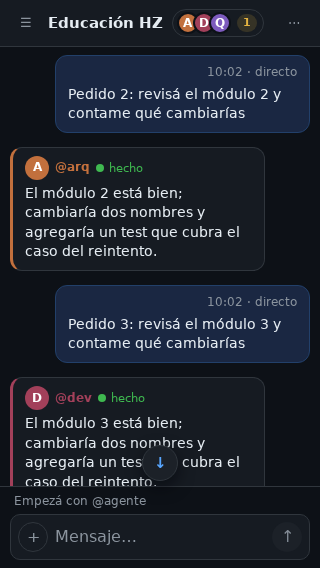 ☰ Educación HZ A D Q 1 ···
10:02 · directo
Pedido 2: revisá el módulo 2 y
contame qué cambiarías
A @arq hecho
El módulo 2 está bien;
cambiaría dos nombres y
agregaría un test que cubra el
caso del reintento.
10:02 · directo
Pedido 3: revisá el módulo 3 y
contame qué cambiarías
D @dev hecho
El módulo 3 está bien;
cambiaría dos nombres y
agregaría un cubra el
caso del reintento.
Empezá con @agente
+ Mensaje… ↑